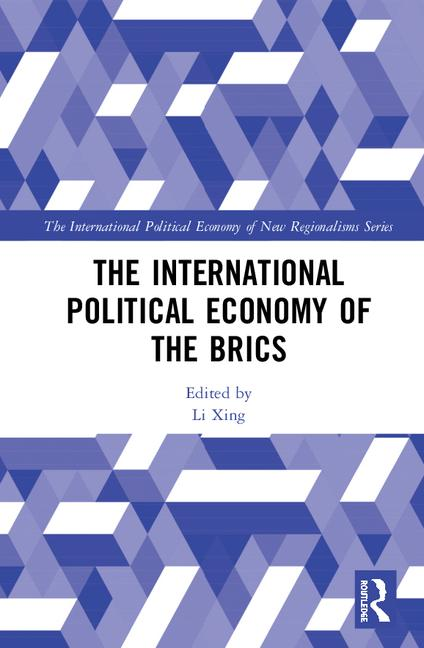 The International Political Economy of New Regionalisms Series
THE INTERNATIONAL
POLITICAL ECONOMY OF
THE BRICS
Edited by
Li Xing
ROUTLEDGE